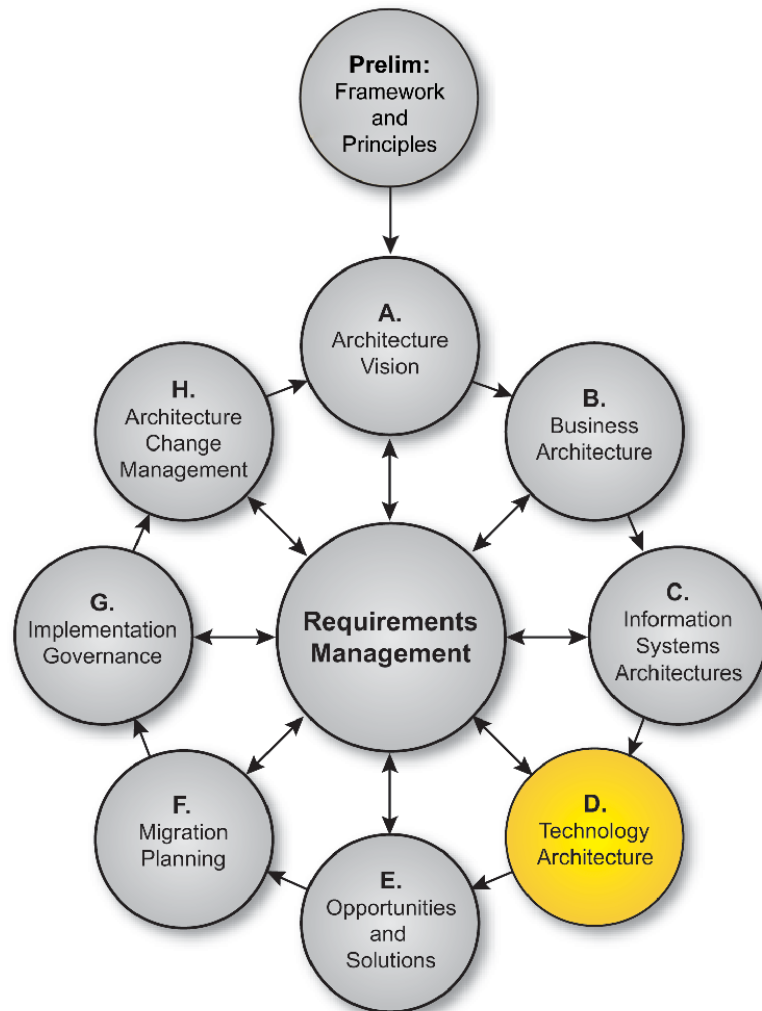 Prelim:
Framework
and
Principles
A.
Architecture
Vision
B.
Business
Architecture
H.
Architecture
Change
Management
C.
Information
Systems
Architectures
G.
Implementation
Governance
Requirements
Management
D.
Technology
Architecture
F.
Migration
Planning
E.
Opportunities
and
Solutions